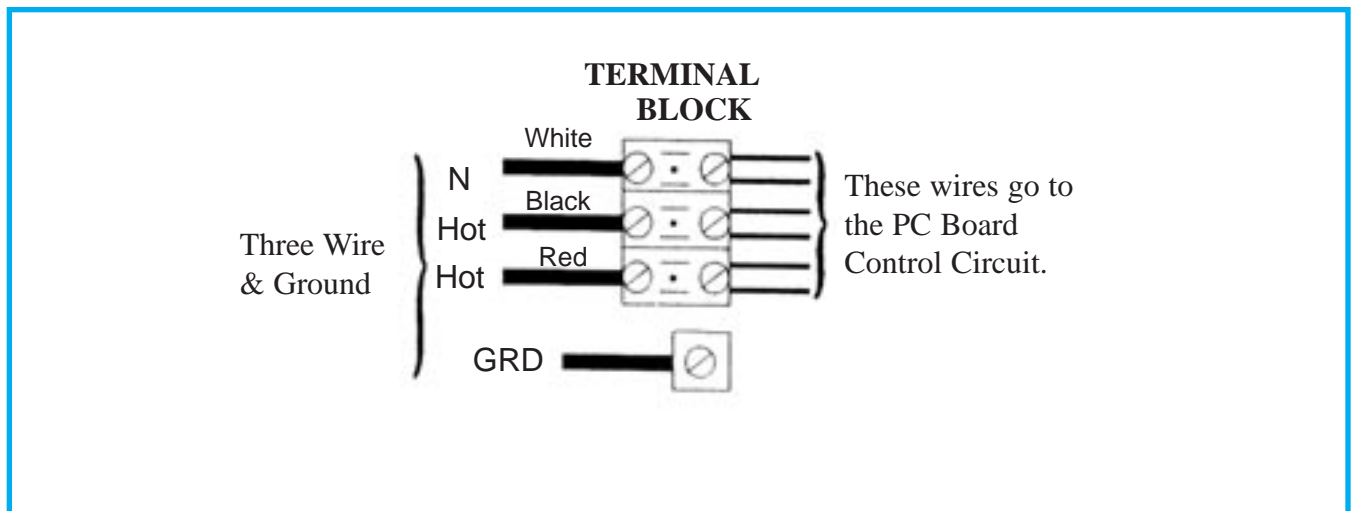 TERMINAL
BLOCK
White
N
Black
Hot
Red
Hot
GRD
Three Wire
& Ground
These wires go to
the PC Board
Control Circuit.